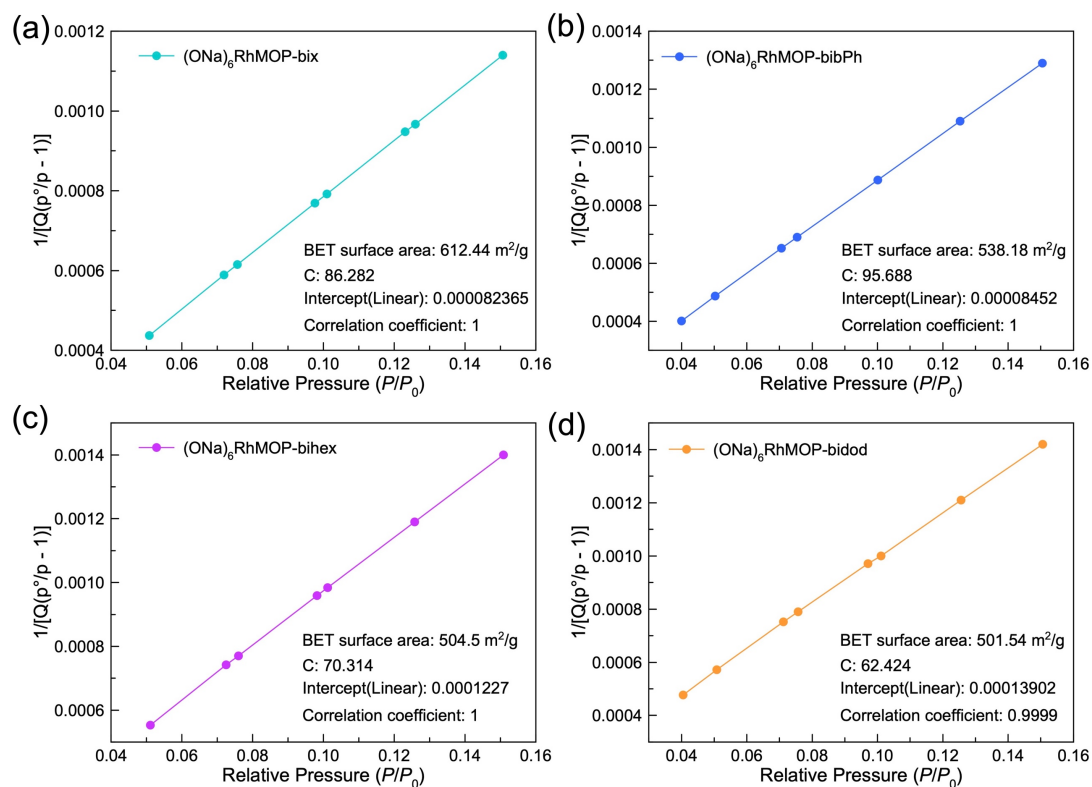 (a)
(ONa)₆RhMOP-bix
1/[Q(p°/p - 1)]
0.0012
0.0010
0.0008
0.0006
0.0004
BET surface area: 612.44 m²/g
C: 86.282
Intercept(Linear): 0.000082365
Correlation coefficient: 1
0.04 0.06 0.08 0.10 0.12 0.14 0.16
Relative Pressure (P/P₀)
(b)
(ONa)₆RhMOP-bibPh
1/[Q(p°/p - 1)]
0.0014
0.0012
0.0010
0.0008
0.0006
0.0004
BET surface area: 538.18 m²/g
C: 95.688
Intercept(Linear): 0.00008452
Correlation coefficient: 1
0.04 0.06 0.08 0.10 0.12 0.14 0.16
Relative Pressure (P/P₀)
(c)
(ONa)₆RhMOP-bihex
1/[Q(p°/p - 1)]
0.0014
0.0012
0.0010
0.0008
0.0006
BET surface area: 504.5 m²/g
C: 70.314
Intercept(Linear): 0.0001227
Correlation coefficient: 1
0.04 0.06 0.08 0.10 0.12 0.14 0.16
Relative Pressure (P/P₀)
(d)
(ONa)₆RhMOP-bidod
1/[Q(p°/p - 1)]
0.0014
0.0012
0.0010
0.0008
0.0006
0.0004
BET surface area: 501.54 m²/g
C: 62.424
Intercept(Linear): 0.00013902
Correlation coefficient: 0.9999
0.04 0.06 0.08 0.10 0.12 0.14 0.16
Relative Pressure (P/P₀)